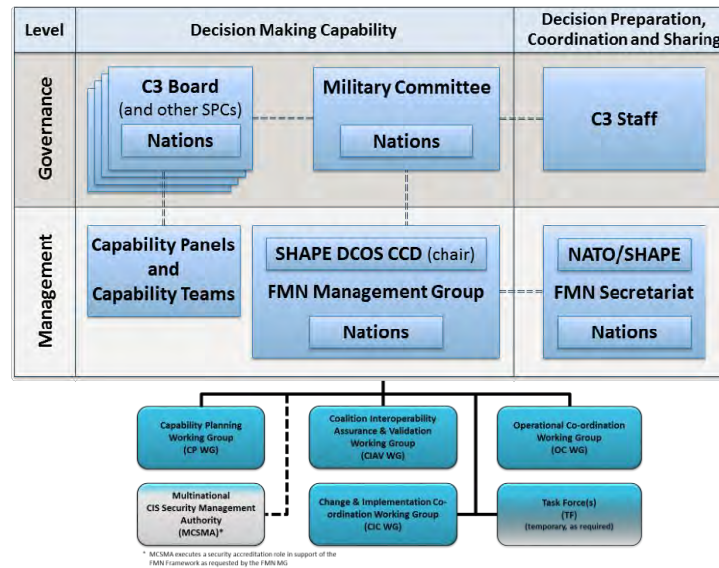 Level
Decision Making Capability
Decision Preparation,
Coordination and Sharing
Governance
C3 Board
(and other SPCs)
Nations
Military Committee
Nations
C3 Staff
Management
Capability Panels
and
Capability Teams
SHAPE DCOS CCD (chair)
FMN Management Group
Nations
NATO/SHAPE
FMN Secretariat
Nations
Capability Planning
Working Group
(CP WG)
Coalition Interoperability
Assurance & Validation
Working Group
(CIAV WG)
Operational Co-ordination
Working Group
(OC WG)
Multinational
CIS Security Management
Authority
(MCSMA)*
Change & Implementation Co-
ordination Working Group
(CIC WG)
Task Force(s)
(TF)
(temporary, as required)
* MCSMA executes a security accreditation role in support of the
FMN Framework as requested by the FMN MG